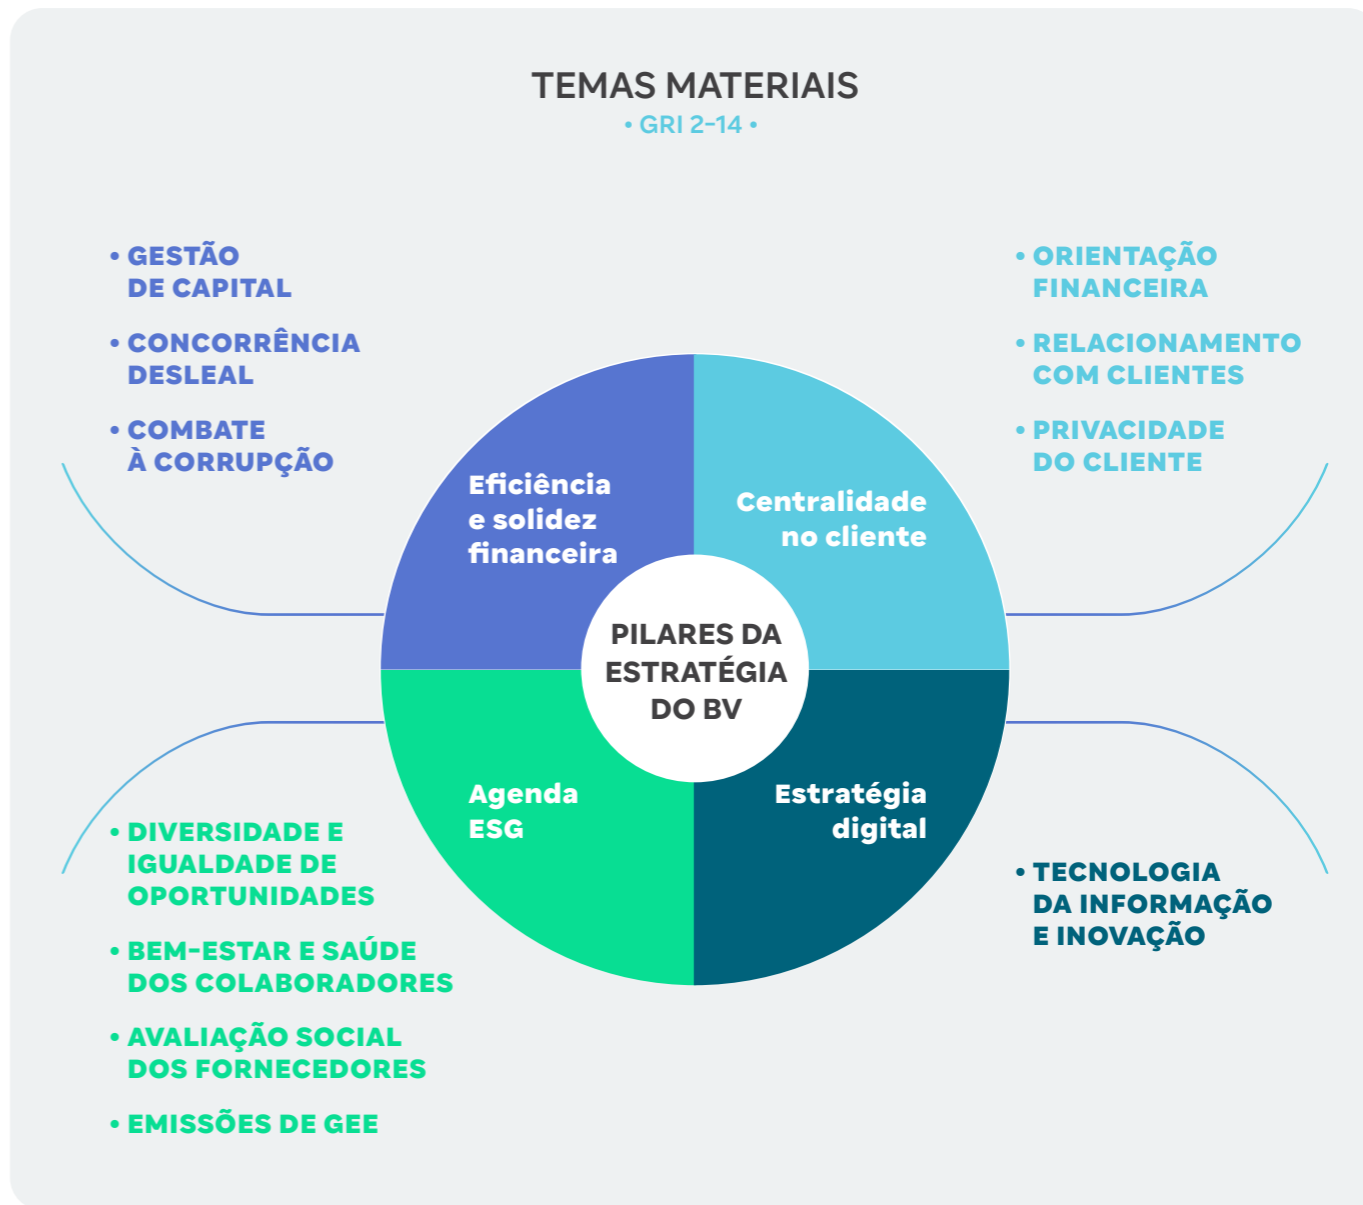 TEMAS MATERIAIS
• GRI 2-14 •
• GESTÃO
DE CAPITAL
• CONCORRÊNCIA
DESLEAL
• COMBATE
À CORRUPÇÃO
• ORIENTAÇÃO
FINANCEIRA
• RELACIONAMENTO
COM CLIENTES
• PRIVACIDADE
DO CLIENTE
Eficiência
e solidez
financeira
Centralidade
no cliente
PILARES DA
ESTRATÉGIA
DO BV
Agenda
ESG
Estratégia
digital
• DIVERSIDADE E
IGUALDADE DE
OPORTUNIDADES
• BEM-ESTAR E SAÚDE
DOS COLABORADORES
• AVALIAÇÃO SOCIAL
DOS FORNECEDORES
• EMISSÕES DE GEE
• TECNOLOGIA
DA INFORMAÇÃO
E INOVAÇÃO